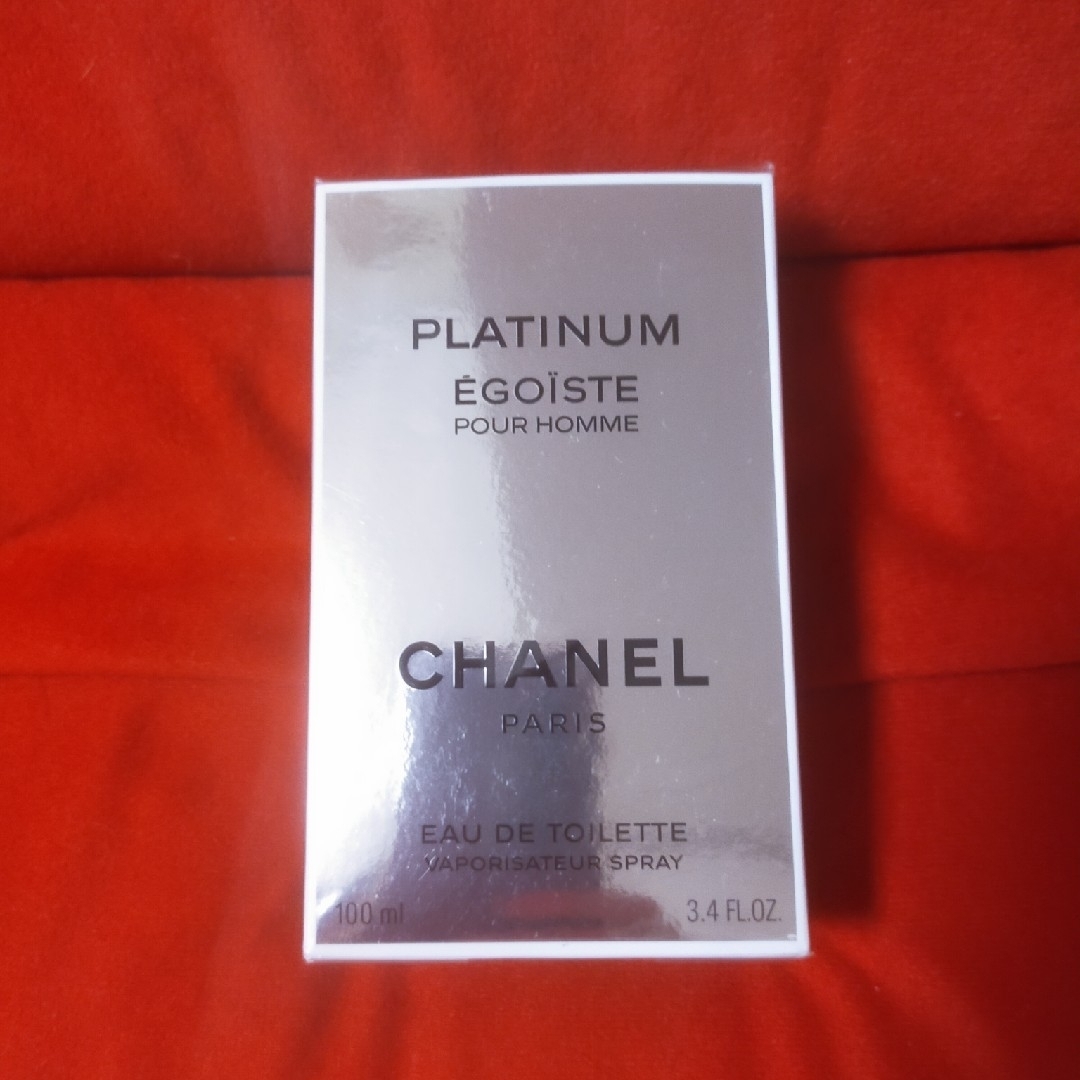 PLATINUM
ÉGOÏSTE
POUR HOMME
CHANEL
PARIS
EAU DE TOILETTE
VAPORISATEUR SPRAY
100 ml 3.4 FL.OZ.